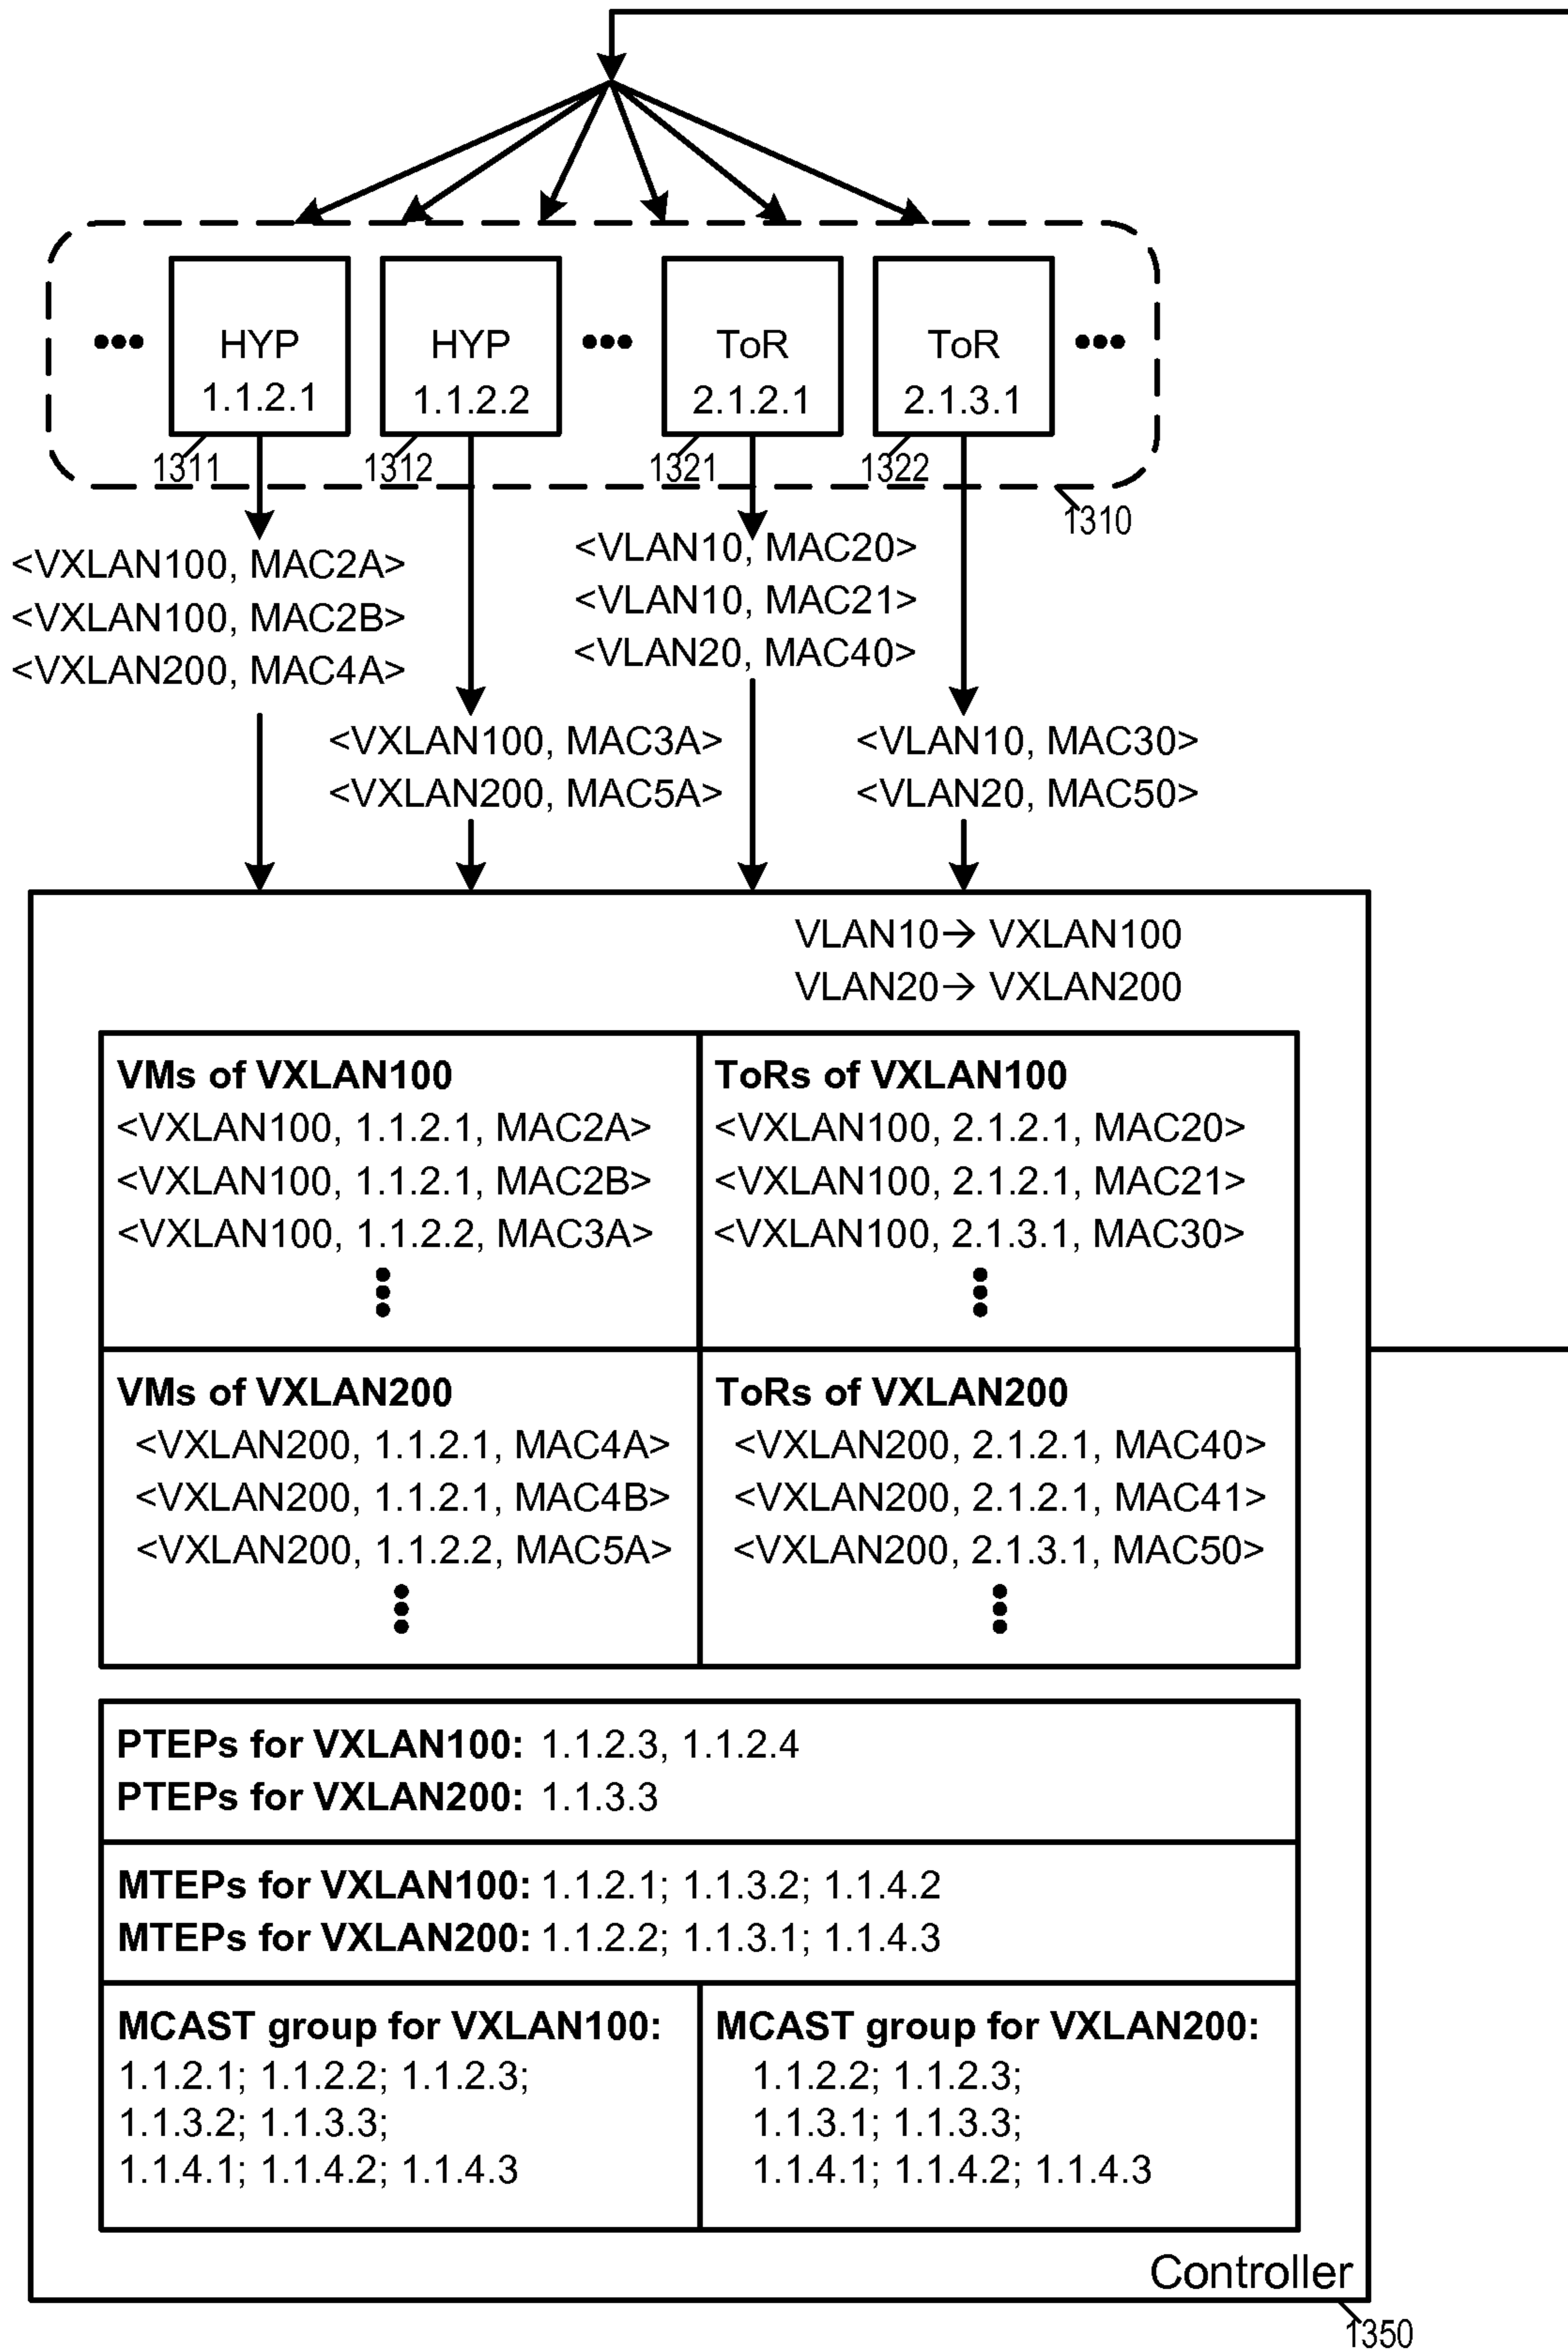 HYP HYP ToR ToR
1.1.2.1 1.1.2.2 2.1.2.1 2.1.3.1
1311 1312 1321 1322
1310
<VXLAN100, MAC2A>
<VXLAN100, MAC2B>
<VXLAN200, MAC4A>
<VLAN10, MAC20>
<VLAN10, MAC21>
<VLAN20, MAC40>
<VXLAN100, MAC3A>
<VXLAN200, MAC5A>
<VLAN10, MAC30>
<VLAN20, MAC50>
VLAN10→ VXLAN100
VLAN20→ VXLAN200
VMs of VXLAN100
<VXLAN100, 1.1.2.1, MAC2A>
<VXLAN100, 1.1.2.1, MAC2B>
<VXLAN100, 1.1.2.2, MAC3A>
ToRs of VXLAN100
<VXLAN100, 2.1.2.1, MAC20>
<VXLAN100, 2.1.2.1, MAC21>
<VXLAN100, 2.1.3.1, MAC30>
VMs of VXLAN200
<VXLAN200, 1.1.2.1, MAC4A>
<VXLAN200, 1.1.2.1, MAC4B>
<VXLAN200, 1.1.2.2, MAC5A>
ToRs of VXLAN200
<VXLAN200, 2.1.2.1, MAC40>
<VXLAN200, 2.1.2.1, MAC41>
<VXLAN200, 2.1.3.1, MAC50>
PTEPs for VXLAN100: 1.1.2.3, 1.1.2.4
PTEPs for VXLAN200: 1.1.3.3
MTEPs for VXLAN100: 1.1.2.1; 1.1.3.2; 1.1.4.2
MTEPs for VXLAN200: 1.1.2.2; 1.1.3.1; 1.1.4.3
MCAST group for VXLAN100:
1.1.2.1; 1.1.2.2; 1.1.2.3;
1.1.3.2; 1.1.3.3;
1.1.4.1; 1.1.4.2; 1.1.4.3
MCAST group for VXLAN200:
1.1.2.2; 1.1.2.3;
1.1.3.1; 1.1.3.3;
1.1.4.1; 1.1.4.2; 1.1.4.3
Controller
1350